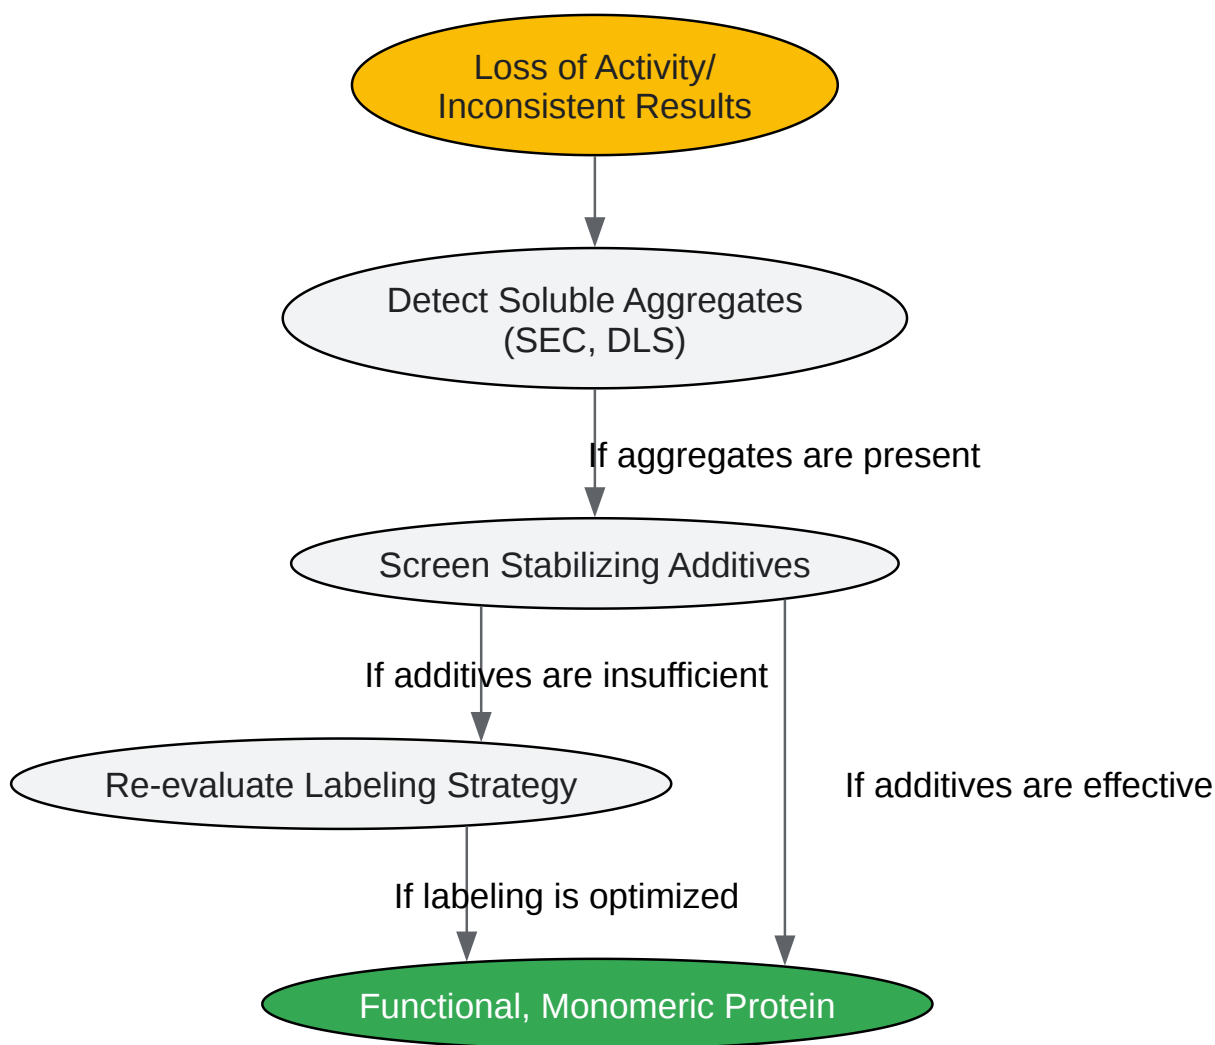 Loss of Activity/
Inconsistent Results
Detect Soluble Aggregates
(SEC, DLS)
If aggregates are present
Screen Stabilizing Additives
If additives are insufficient
Re-evaluate Labeling Strategy
If additives are effective
If labeling is optimized
Functional, Monomeric Protein